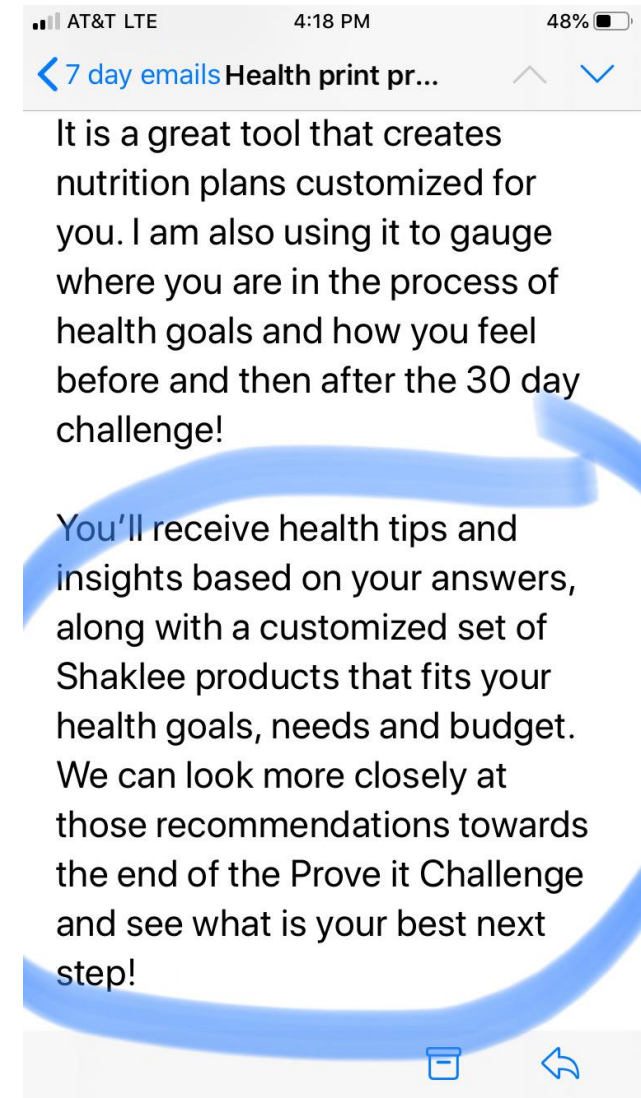 AT&T LTE 4:18 PM 48%
7 day emails Health print pr...
It is a great tool that creates
nutrition plans customized for
you. I am also using it to gauge
where you are in the process of
health goals and how you feel
before and then after the 30 day
challenge!
You'll receive health tips and
insights based on your answers,
along with a customized set of
Shaklee products that fits your
health goals, needs and budget.
We can look more closely at
those recommendations towards
the end of the Prove it Challenge
and see what is your best next
step!